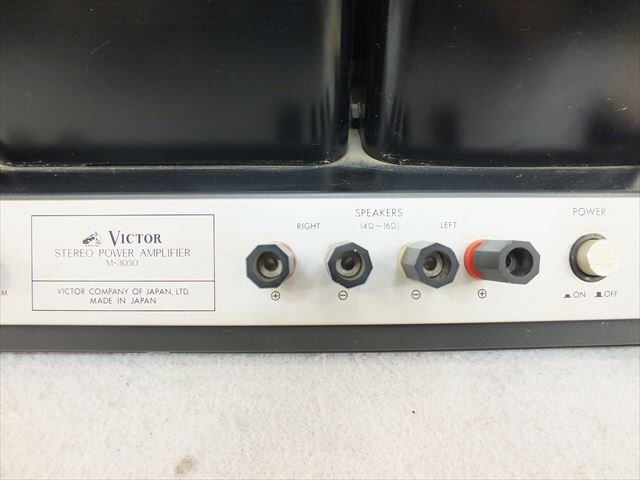 VICTOR
STEREO POWER AMPLIFIER
M-3030
VICTOR COMPANY OF JAPAN, LTD.
MADE IN JAPAN
SPEAKERS
RIGHT (4Ω~16Ω) LEFT
⊕ ⊖ ⊖ ⊕
POWER
ON OFF